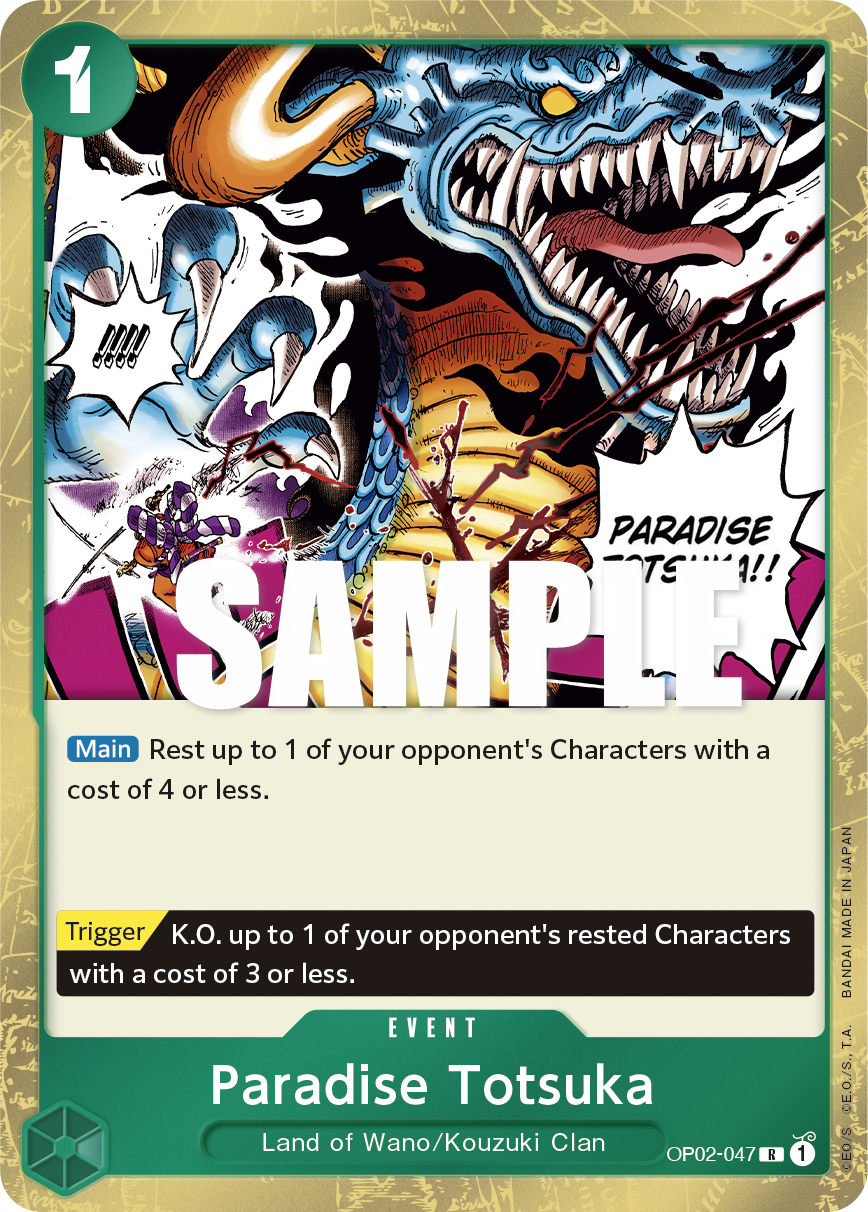 1
!!!!
PARADISE
TOTSUKA!!
SAMPLE
Main Rest up to 1 of your opponent's Characters with a
cost of 4 or less.
Trigger K.O. up to 1 of your opponent's rested Characters
with a cost of 3 or less.
EVENT
Paradise Totsuka
Land of Wano/Kouzuki Clan
OP02-047 R 1
©EO/S ©E.O./S., T.A. BANDAI MADE IN JAPAN